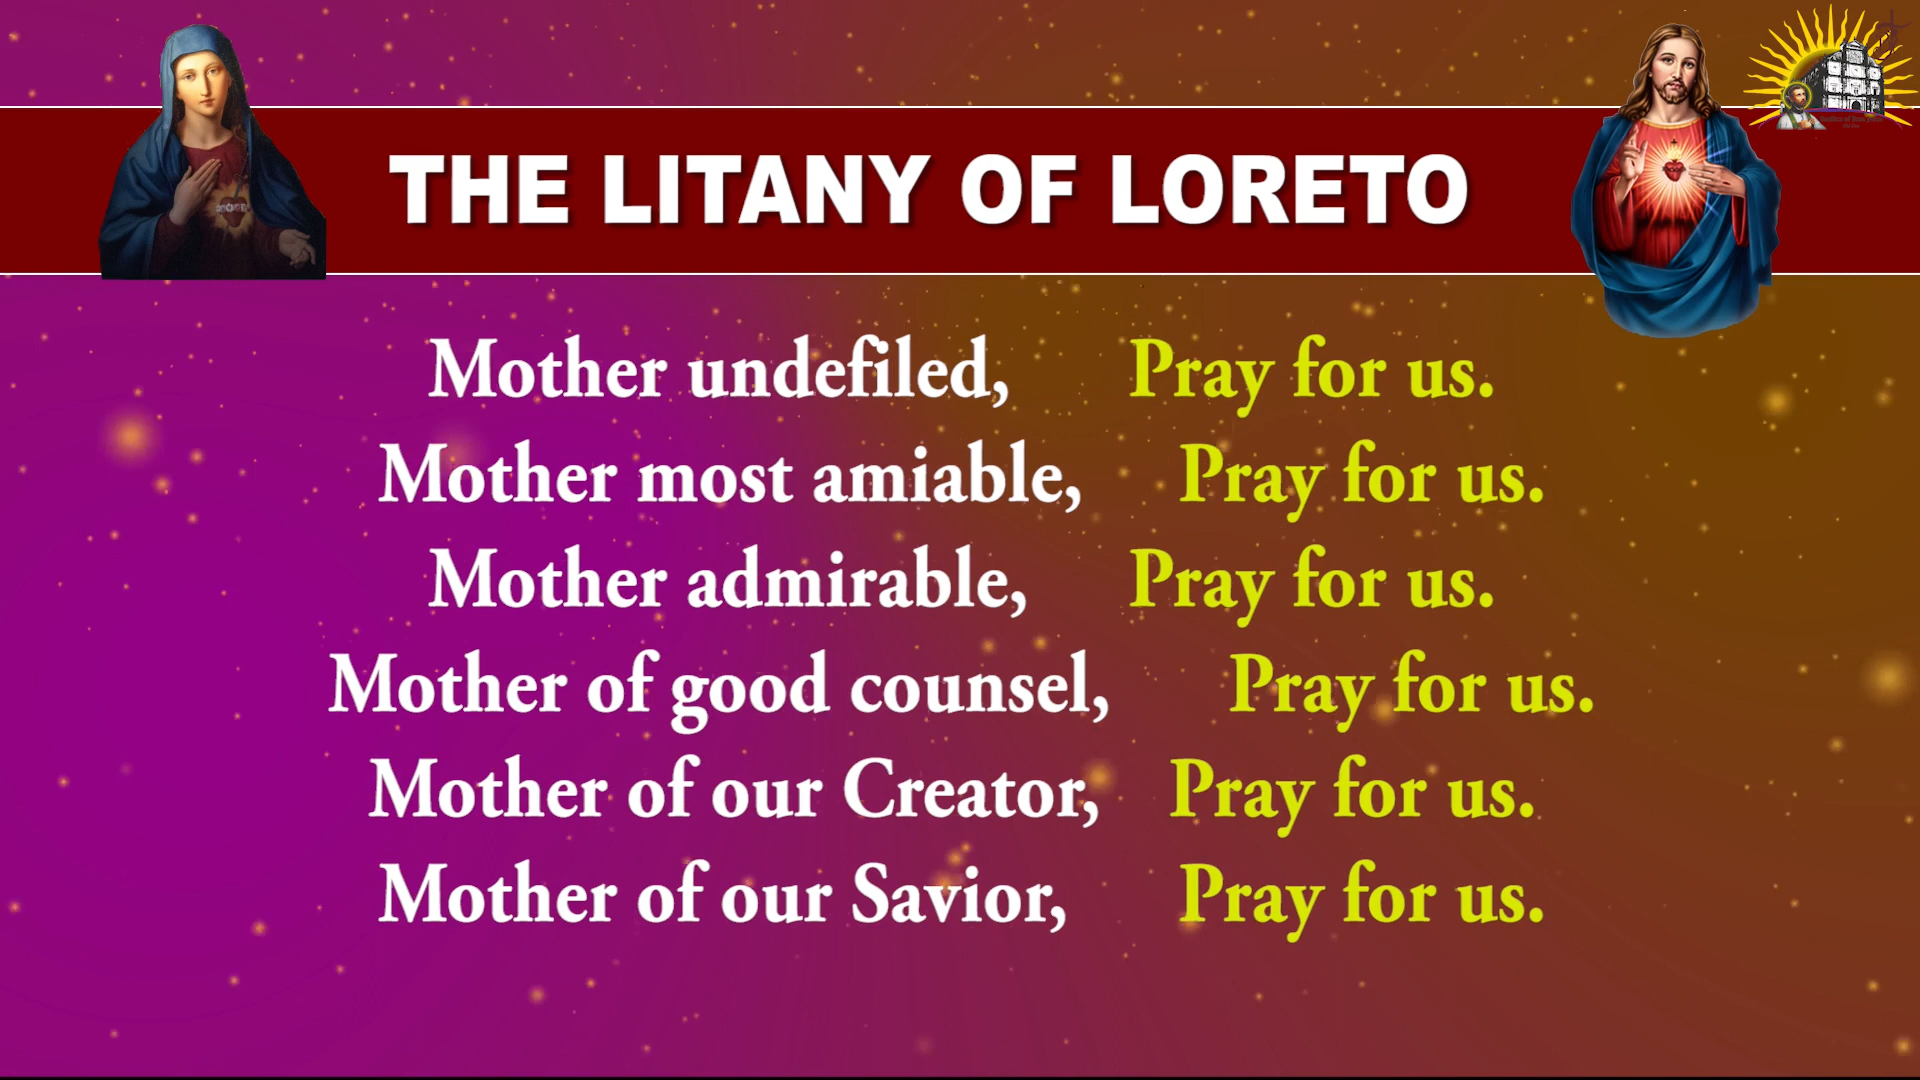 THE LITANY OF LORETO
Mother undefiled, Pray for us.
Mother most amiable, Pray for us.
Mother admirable, Pray for us.
Mother of good counsel, Pray for us.
Mother of our Creator, Pray for us.
Mother of our Savior, Pray for us.